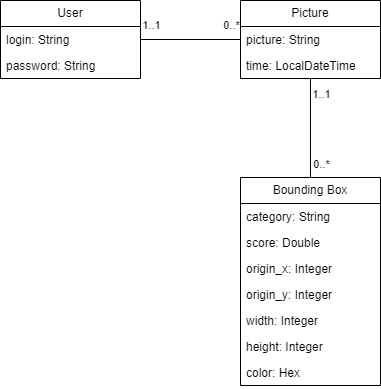 User
login: String
password: String
1..1
0..*
Picture
picture: String
time: LocalDateTime
1..1
0..*
Bounding Box
category: String
score: Double
origin_x: Integer
origin_y: Integer
width: Integer
height: Integer
color: Hex